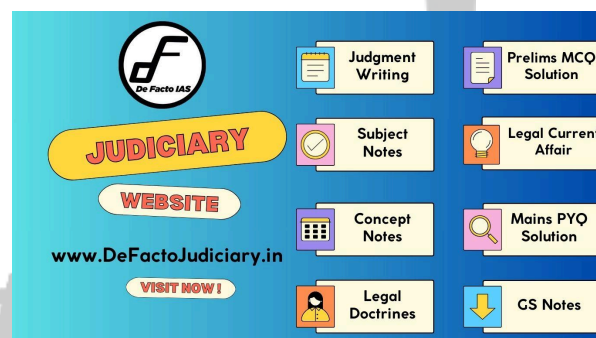 De Facto IAS
JUDICIARY
WEBSITE
www.DeFactoJudiciary.in
VISIT NOW !
Judgment
Writing
Prelims MCQ
Solution
Subject
Notes
Legal Current
Affair
Concept
Notes
Mains PYQ
Solution
Legal
Doctrines
GS Notes